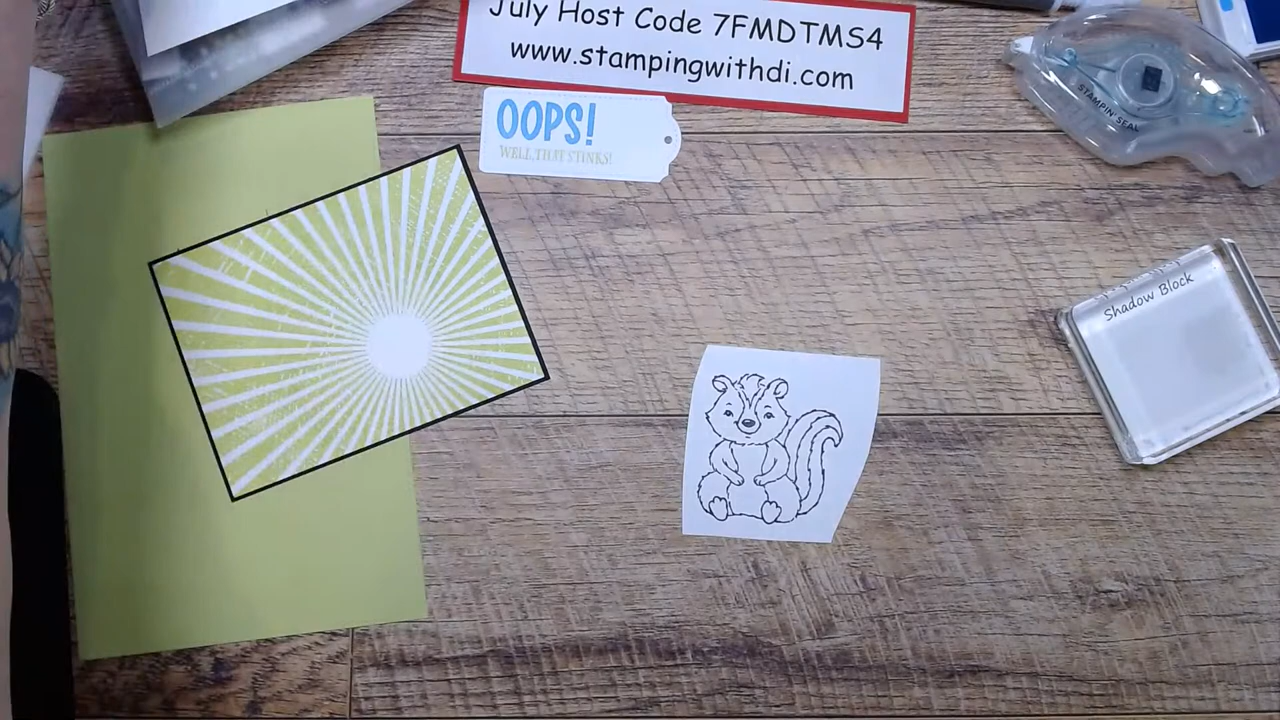 July Host Code 7FMDTMS4
www.stampingwithdi.com
OOPS!
WELL, THAT STINKS!
STAMPIN' SEAL
Shadow Block